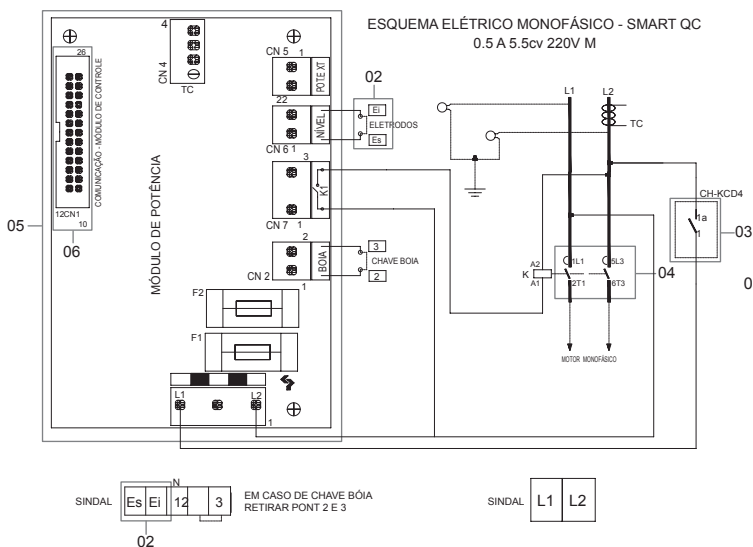 ESQUEMA ELÉTRICO MONOFÁSICO - SMART QC
0.5 A 5.5cv 220V M
26
COMUNICAÇÃO - MÓDULO DE CONTROLE
12CN1
10
05
06
4
CN 4
TC
MÓDULO DE POTÊNCIA
CN 5
1
POT.E XT
22
NÍVEL
CN 6 1
02
Ei
ELETRODOS
Es
3
K1
CN 7
1
2
BOIA
CN 2
1
3
CHAVE BOIA
2
F2
F1
L1
L2
1
L1
L2
TC
CH-KCD4
1a
1
03
0
A2
K
A1
1L1
5L3
2T1
6T3
04
MOTOR MONOFÁSICO
SINDAL
N
Es Ei 12 3
EM CASO DE CHAVE BÓIA
RETIRAR PONT 2 E 3
02
SINDAL
L1 L2